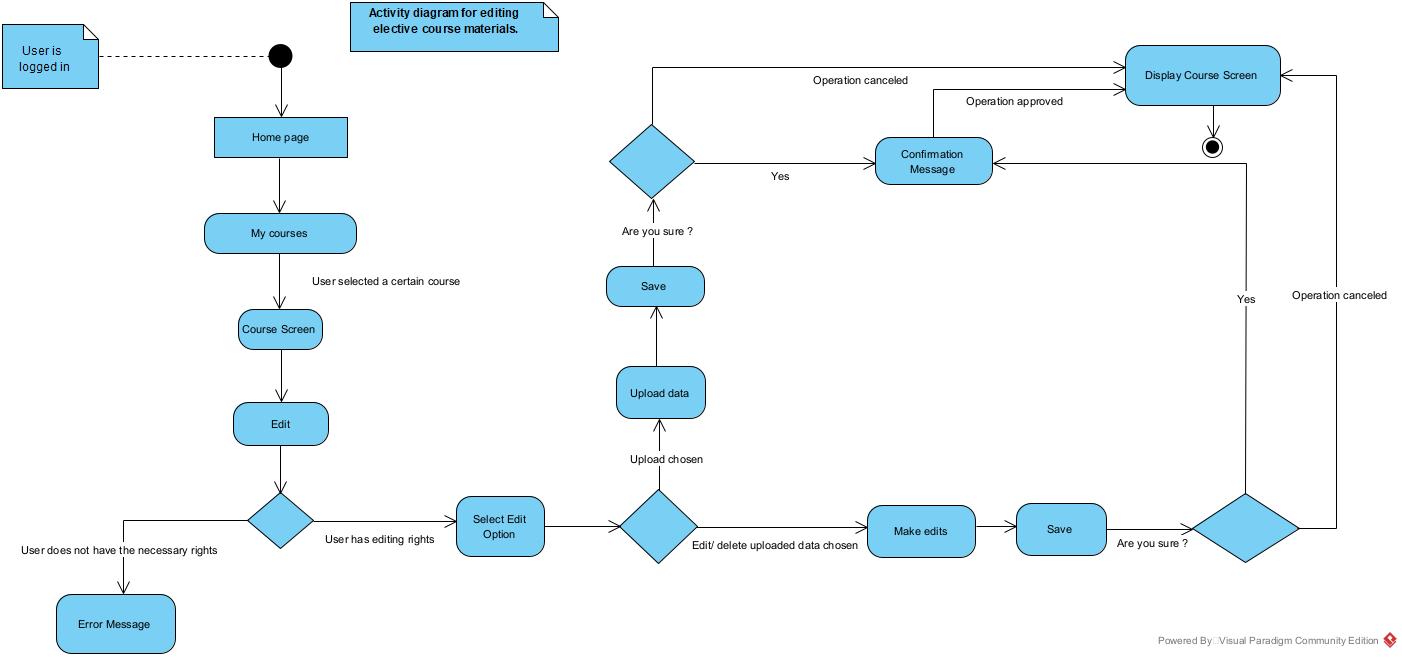 Activity diagram for editing
elective course materials.
User is
logged in
Home page
My courses
User selected a certain course
Course Screen
Edit
User does not have the necessary rights
Error Message
User has editing rights
Select Edit
Option
Upload chosen
Upload data
Save
Are you sure ?
Operation canceled
Yes
Confirmation
Message
Operation approved
Display Course Screen
Edit/ delete uploaded data chosen
Make edits
Save
Are you sure ?
Yes
Operation canceled
Powered By Visual Paradigm Community Edition